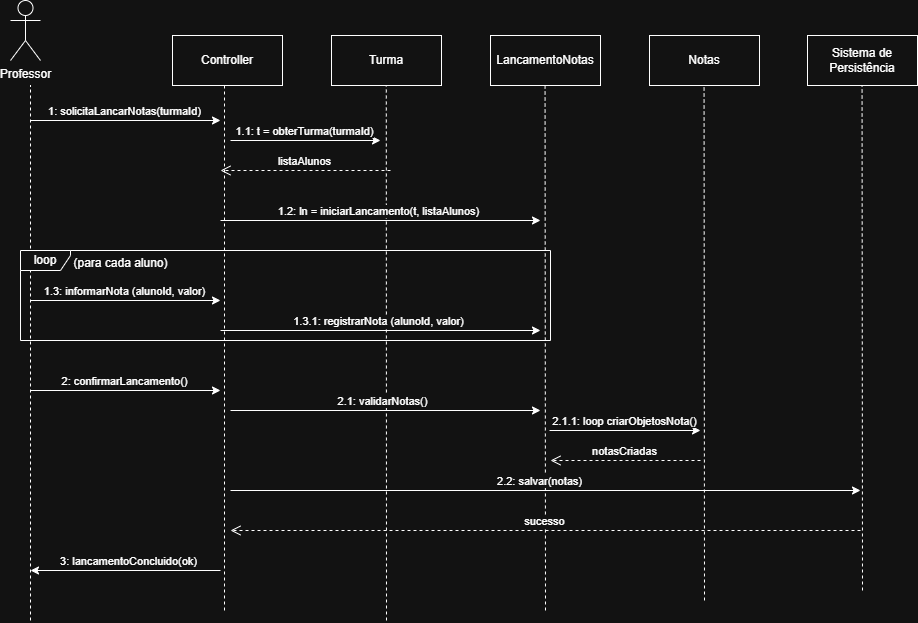 Professor
Controller
Turma
LancamentoNotas
Notas
Sistema de
Persistência
1: solicitaLancarNotas(turmaId)
1.1: t = obterTurma(turmaId)
listaAlunos
1.2: ln = iniciarLancamento(t, listaAlunos)
loop
(para cada aluno)
1.3: informarNota (alunoId, valor)
1.3.1: registrarNota (alunoId, valor)
2: confirmarLancamento()
2.1: validarNotas()
2.1.1: loop criarObjetosNota()
notasCriadas
2.2: salvar(notas)
sucesso
3: lancamentoConcluido(ok)